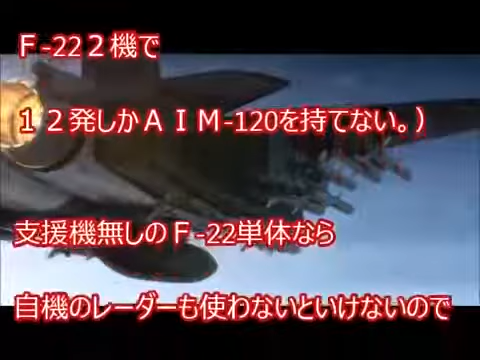 Ｆ-22２機で
１２発しかＡＩＭ-120を持てない。）
支援機無しのＦ-22単体なら
自機のレーダーも使わないといけないので